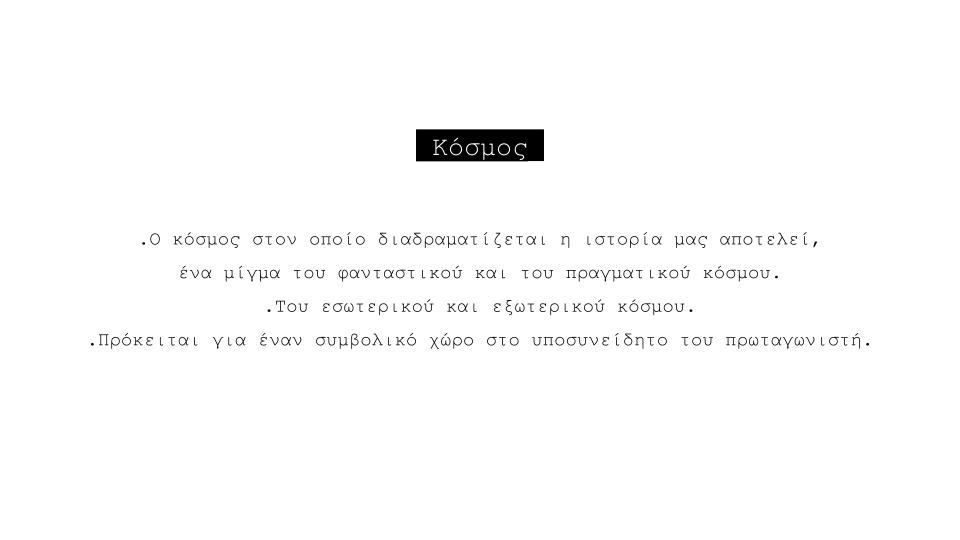 Κόσμος
.Ο κόσμος στον οποίο διαδραματίζεται η ιστορία μας αποτελεί,
ένα μίγμα του φανταστικού και του πραγματικού κόσμου.
.Του εσωτερικού και εξωτερικού κόσμου.
.Πρόκειται για έναν συμβολικό χώρο στο υποσυνείδητο του πρωταγωνιστή.